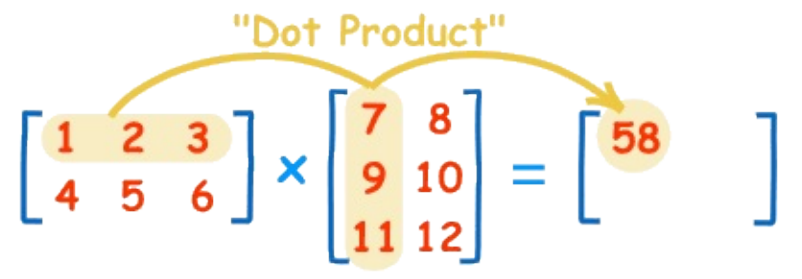 "Dot Product"
[1 2 3
4 5 6] × [7 8
9 10
11 12] = [58 ]